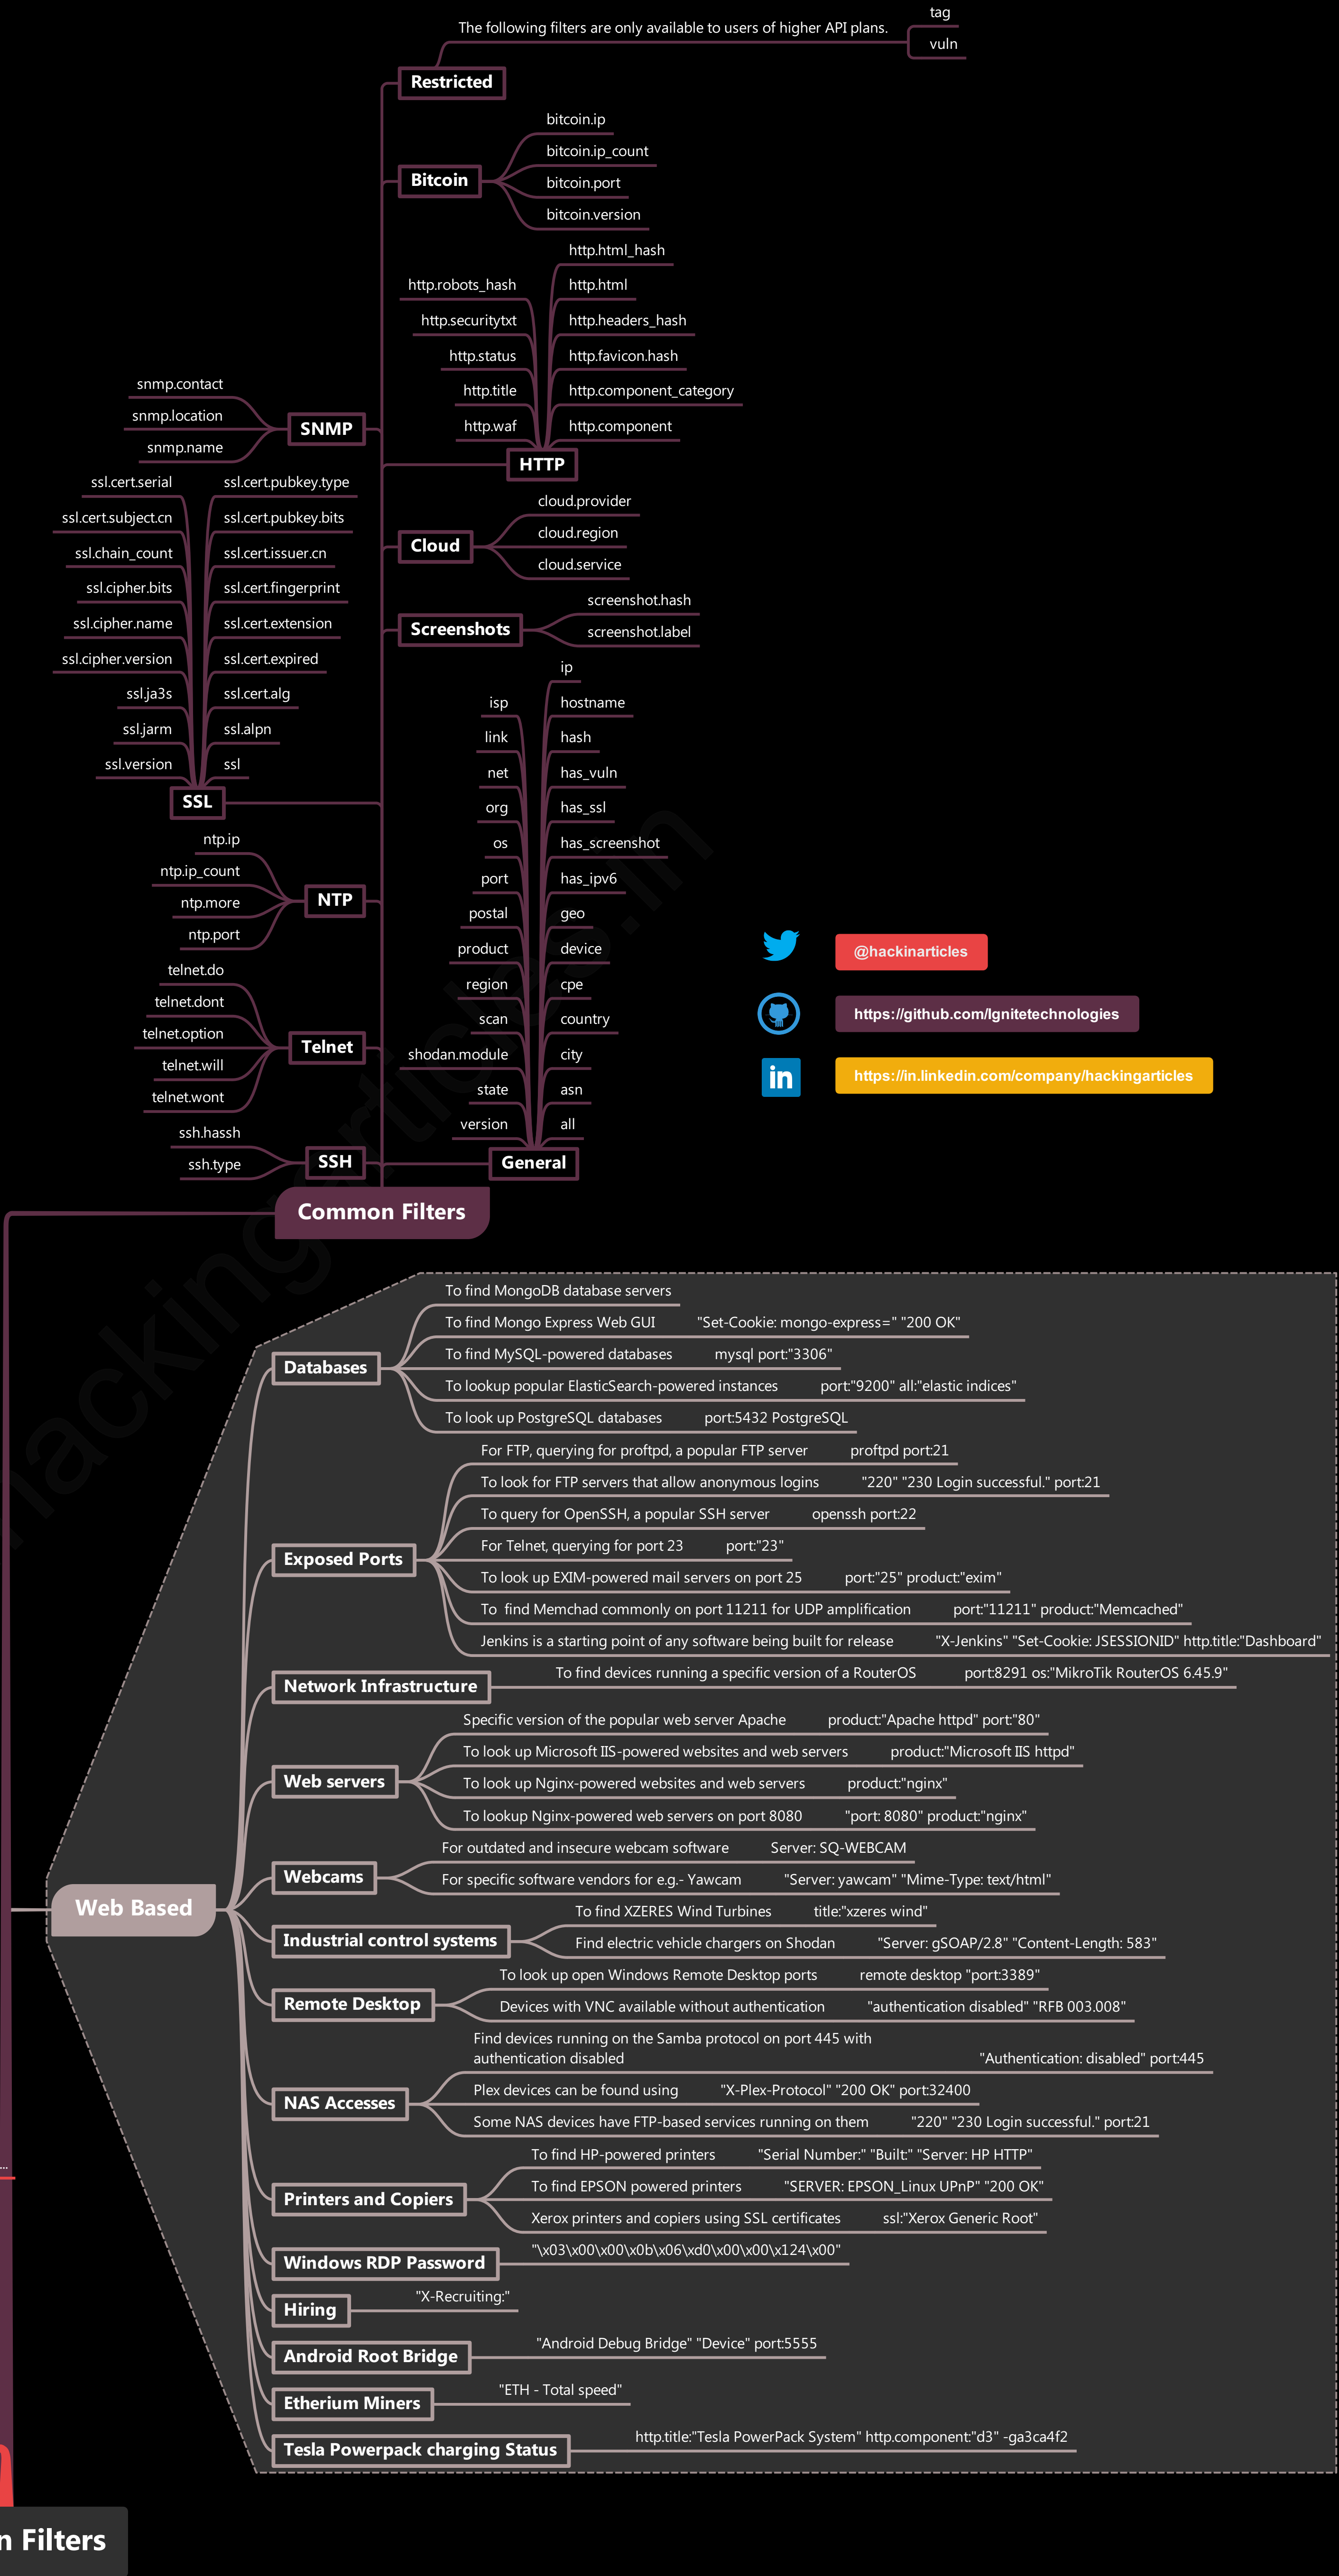 The following filters are only available to users of higher API plans.
tag
vuln
Restricted
Bitcoin
bitcoin.ip
bitcoin.ip_count
bitcoin.port
bitcoin.version
http.robots_hash
http.securitytxt
http.status
http.title
http.waf
http.html_hash
http.html
http.headers_hash
http.favicon.hash
http.component_category
http.component
HTTP
snmp.contact
snmp.location
snmp.name
SNMP
ssl.cert.serial
ssl.cert.subject.cn
ssl.chain_count
ssl.cipher.bits
ssl.cipher.name
ssl.cipher.version
ssl.ja3s
ssl.jarm
ssl.version
ssl.cert.pubkey.type
ssl.cert.pubkey.bits
ssl.cert.issuer.cn
ssl.cert.fingerprint
ssl.cert.extension
ssl.cert.expired
ssl.cert.alg
ssl.alpn
ssl
SSL
Cloud
cloud.provider
cloud.region
cloud.service
Screenshots
screenshot.hash
screenshot.label
isp
link
net
org
os
port
postal
product
region
scan
shodan.module
state
version
ip
hostname
hash
has_vuln
has_ssl
has_screenshot
has_ipv6
geo
device
cpe
country
city
asn
all
General
ntp.ip
ntp.ip_count
ntp.more
ntp.port
NTP
telnet.do
telnet.dont
telnet.option
telnet.will
telnet.wont
Telnet
ssh.hassh
ssh.type
SSH
Common Filters
@hackinarticles
https://github.com/Ignitetechnologies
in
https://in.linkedin.com/company/hackingarticles
hackingarticles.in
Web Based
Databases
To find MongoDB database servers
To find Mongo Express Web GUI "Set-Cookie: mongo-express=" "200 OK"
To find MySQL-powered databases mysql port:"3306"
To lookup popular ElasticSearch-powered instances port:"9200" all:"elastic indices"
To look up PostgreSQL databases port:5432 PostgreSQL
Exposed Ports
For FTP, querying for proftpd, a popular FTP server proftpd port:21
To look for FTP servers that allow anonymous logins "220" "230 Login successful." port:21
To query for OpenSSH, a popular SSH server openssh port:22
For Telnet, querying for port 23 port:"23"
To look up EXIM-powered mail servers on port 25 port:"25" product:"exim"
To find Memchad commonly on port 11211 for UDP amplification port:"11211" product:"Memcached"
Jenkins is a starting point of any software being built for release "X-Jenkins" "Set-Cookie: JSESSIONID" http.title:"Dashboard"
Network Infrastructure
To find devices running a specific version of a RouterOS port:8291 os:"MikroTik RouterOS 6.45.9"
Web servers
Specific version of the popular web server Apache product:"Apache httpd" port:"80"
To look up Microsoft IIS-powered websites and web servers product:"Microsoft IIS httpd"
To look up Nginx-powered websites and web servers product:"nginx"
To lookup Nginx-powered web servers on port 8080 "port: 8080" product:"nginx"
Webcams
For outdated and insecure webcam software Server: SQ-WEBCAM
For specific software vendors for e.g.- Yawcam "Server: yawcam" "Mime-Type: text/html"
Industrial control systems
To find XZERES Wind Turbines title:"xzeres wind"
Find electric vehicle chargers on Shodan "Server: gSOAP/2.8" "Content-Length: 583"
Remote Desktop
To look up open Windows Remote Desktop ports remote desktop "port:3389"
Devices with VNC available without authentication "authentication disabled" "RFB 003.008"
NAS Accesses
Find devices running on the Samba protocol on port 445 with
authentication disabled "Authentication: disabled" port:445
Plex devices can be found using "X-Plex-Protocol" "200 OK" port:32400
Some NAS devices have FTP-based services running on them "220" "230 Login successful." port:21
Printers and Copiers
To find HP-powered printers "Serial Number:" "Built:" "Server: HP HTTP"
To find EPSON powered printers "SERVER: EPSON_Linux UPnP" "200 OK"
Xerox printers and copiers using SSL certificates ssl:"Xerox Generic Root"
Windows RDP Password
"\x03\x00\x00\x0b\x06\xd0\x00\x00\x124\x00"
Hiring
"X-Recruiting:"
Android Root Bridge
"Android Debug Bridge" "Device" port:5555
Etherium Miners
"ETH - Total speed"
Tesla Powerpack charging Status
http.title:"Tesla PowerPack System" http.component:"d3" -ga3ca4f2
...
n Filters